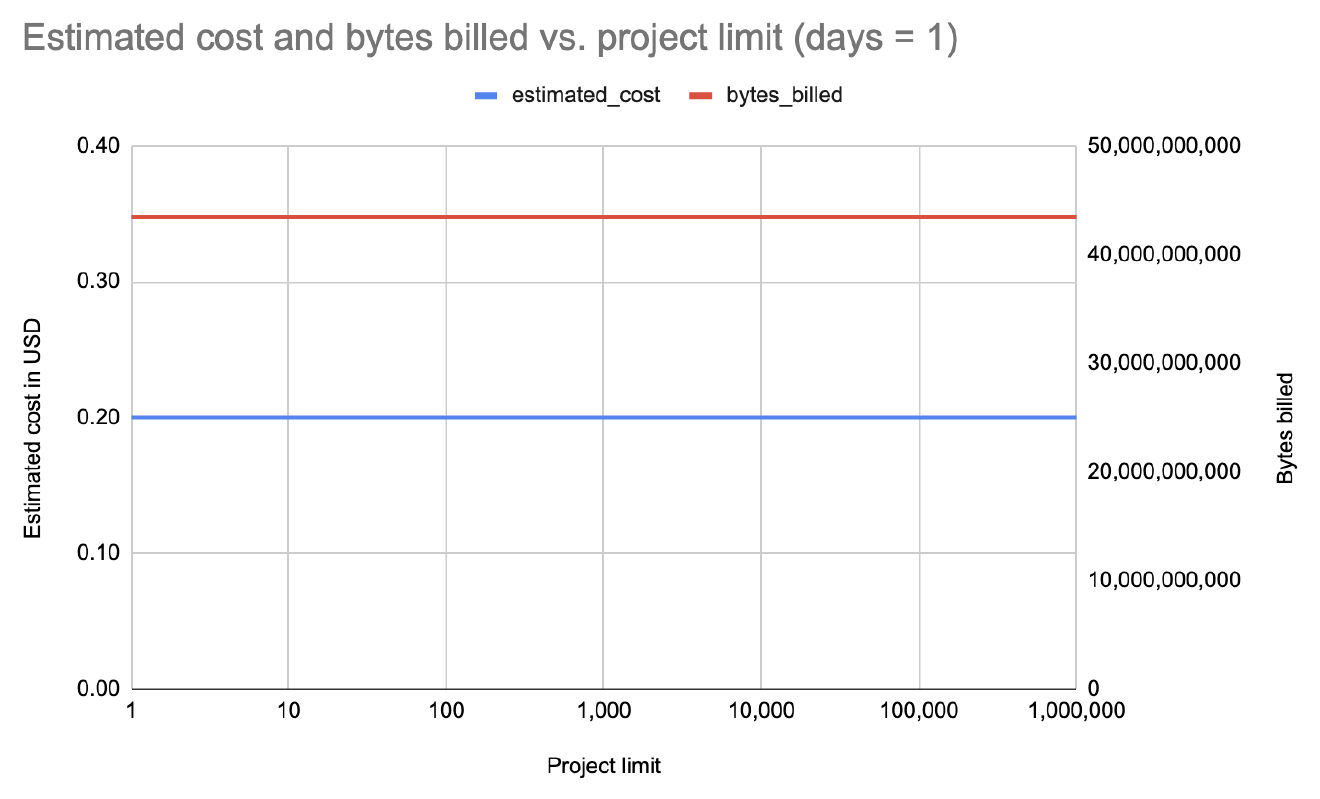 Estimated cost and bytes billed vs. project limit (days = 1)
estimated_cost bytes_billed
0.40
0.30
0.20
0.10
0.00
Estimated cost in USD
50,000,000,000
40,000,000,000
30,000,000,000
20,000,000,000
10,000,000,000
0
Bytes billed
1 10 100 1,000 10,000 100,000 1,000,000
Project limit